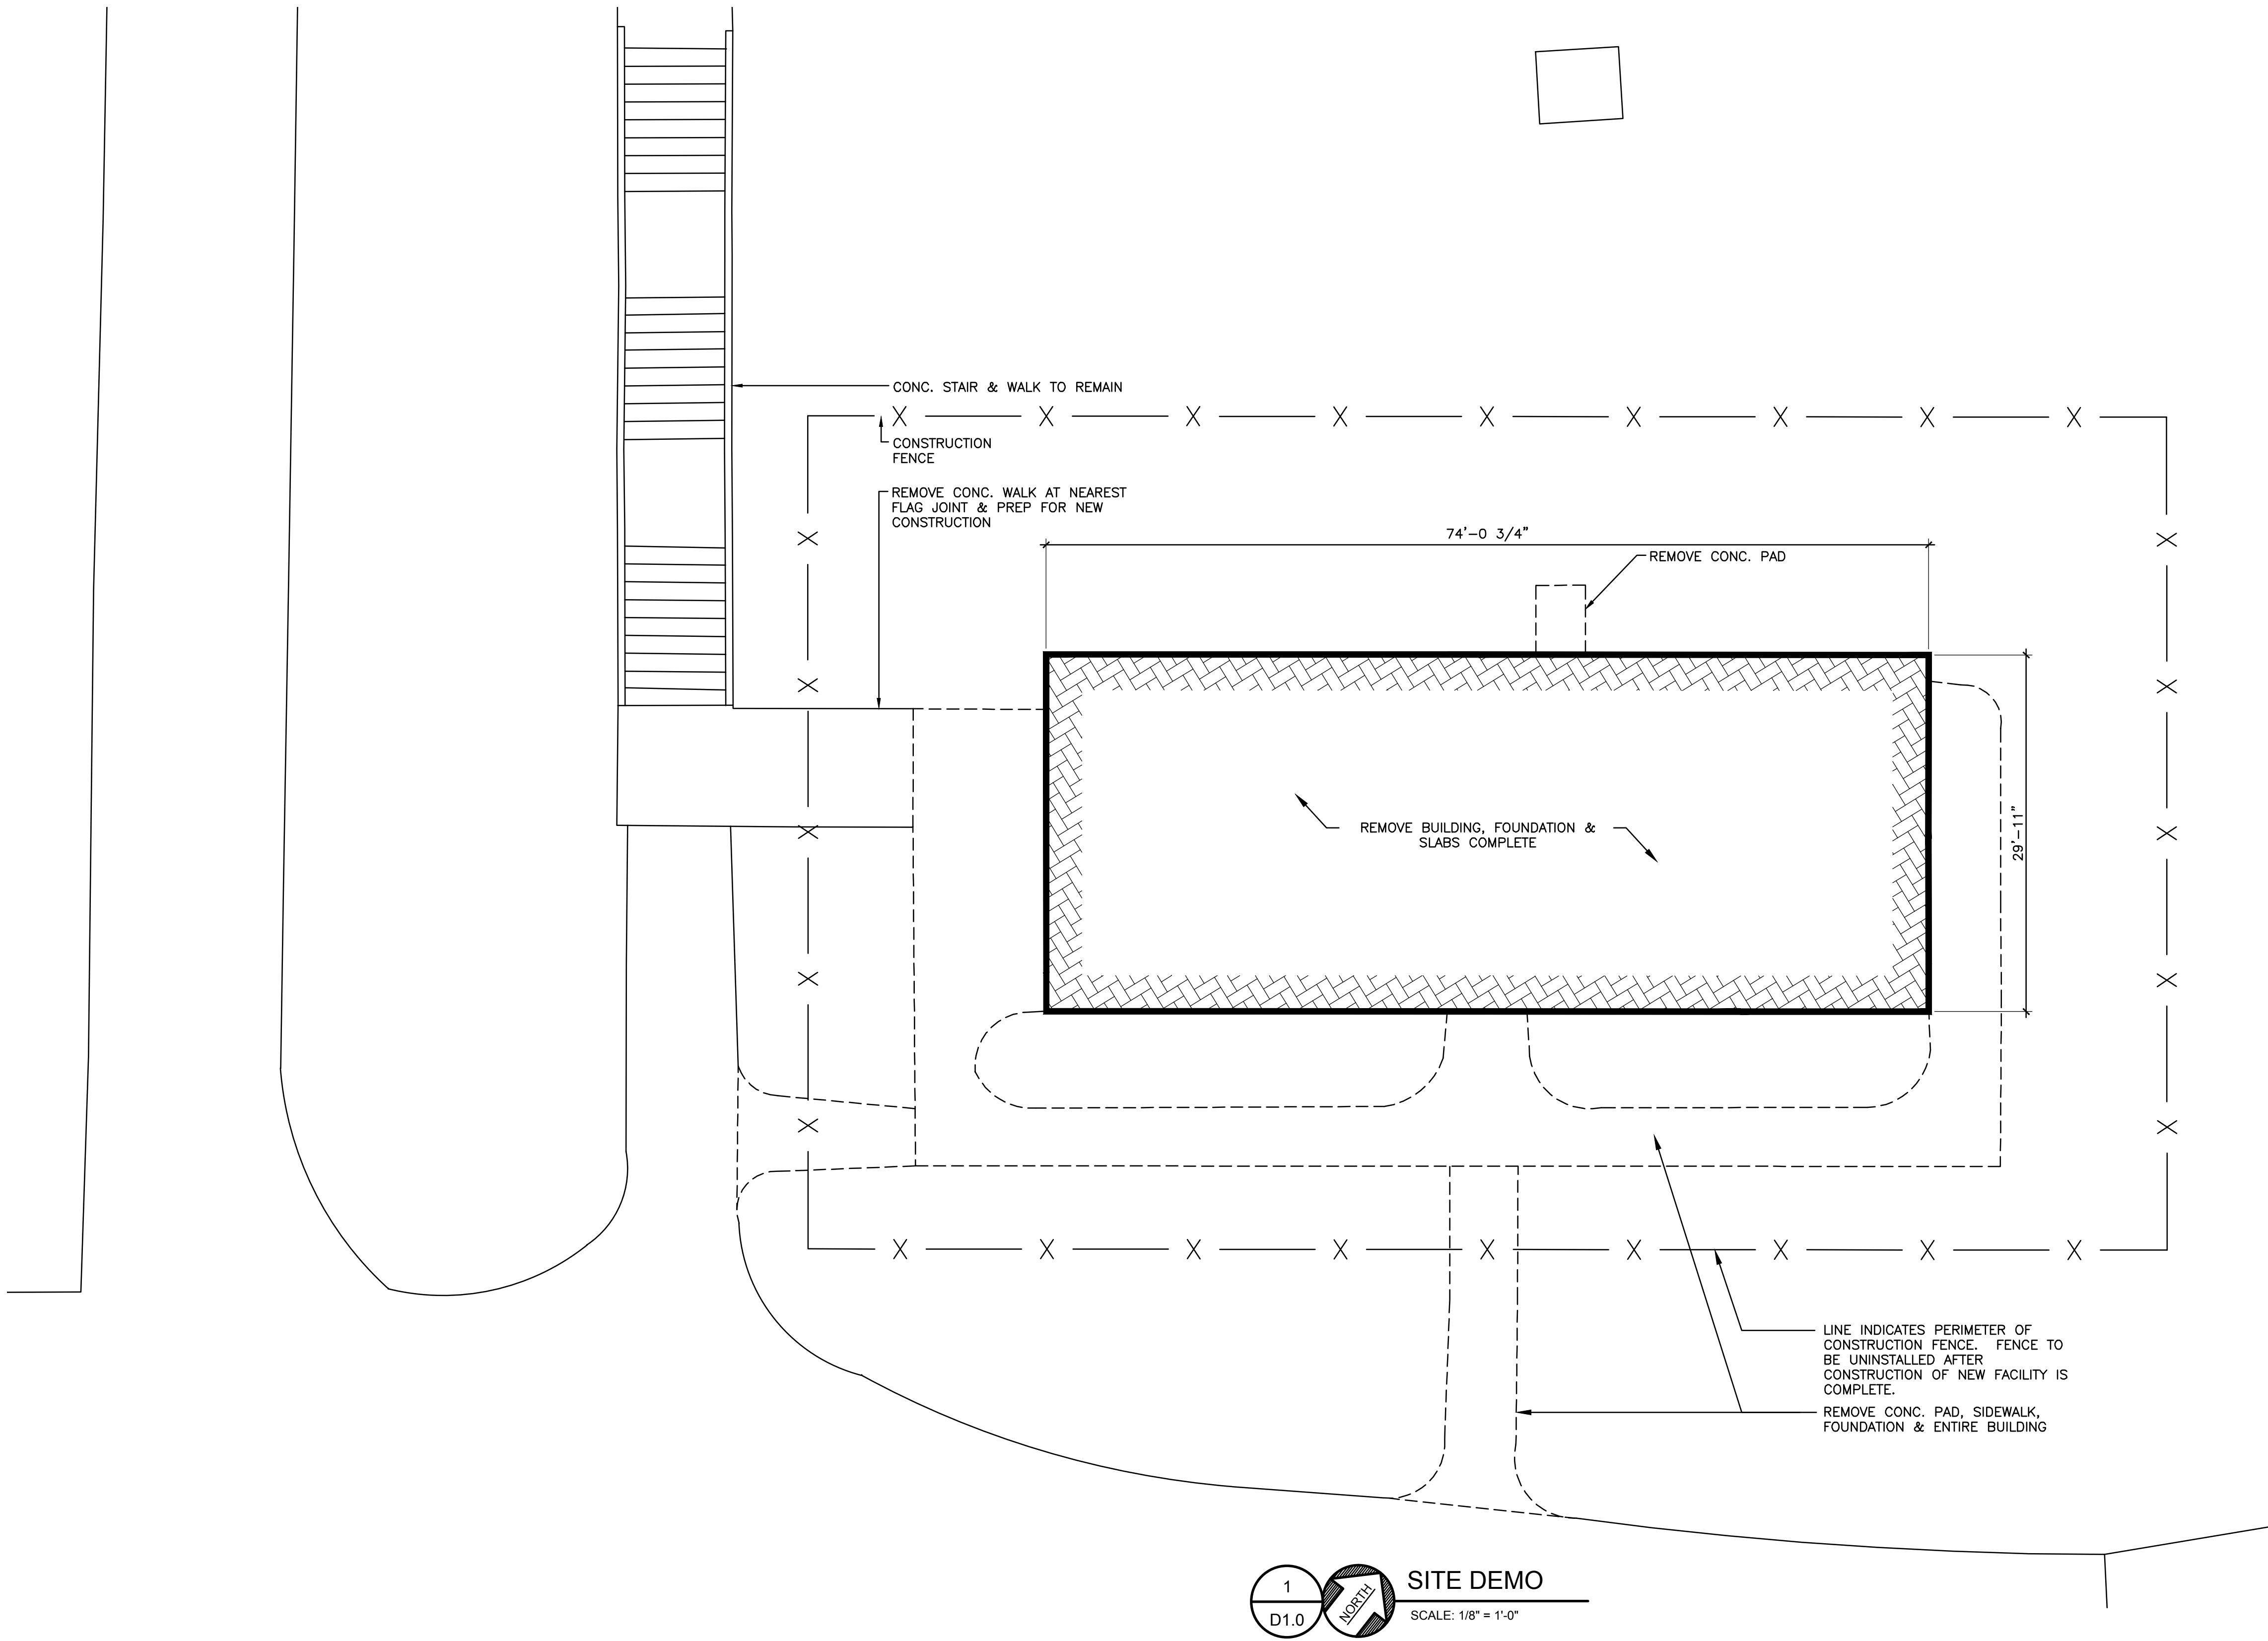 CONC. STAIR & WALK TO REMAIN
CONSTRUCTION
FENCE
REMOVE CONC. WALK AT NEAREST
FLAG JOINT & PREP FOR NEW
CONSTRUCTION
74'-0 3/4"
REMOVE CONC. PAD
REMOVE BUILDING, FOUNDATION &
SLABS COMPLETE
29'-11"
LINE INDICATES PERIMETER OF
CONSTRUCTION FENCE. FENCE TO
BE UNINSTALLED AFTER
CONSTRUCTION OF NEW FACILITY IS
COMPLETE.
REMOVE CONC. PAD, SIDEWALK,
FOUNDATION & ENTIRE BUILDING
1
D1.0
NORTH
SITE DEMO
SCALE: 1/8" = 1'-0"